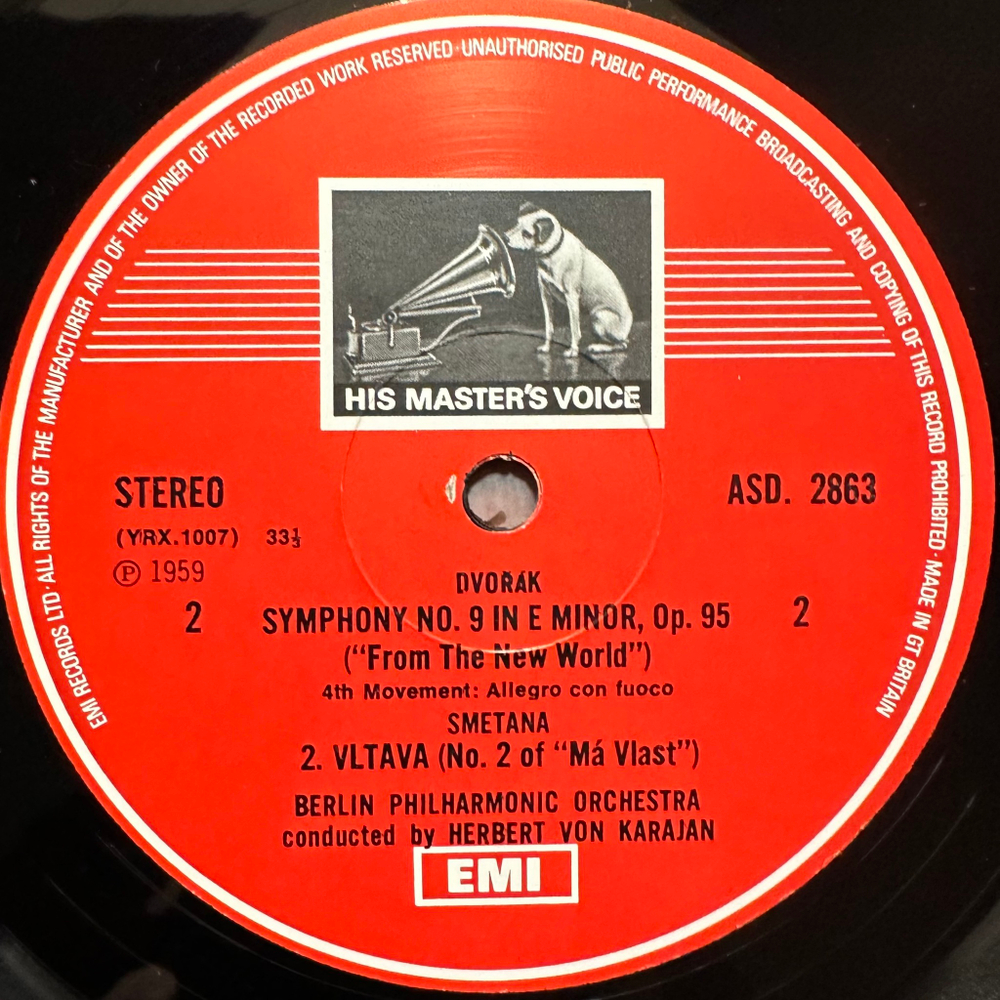 EMI RECORDS LTD · ALL RIGHTS OF THE MANUFACTURER AND OF THE OWNER OF THE RECORDED WORK RESERVED · UNAUTHORISED PUBLIC PERFORMANCE BROADCASTING AND COPYING OF THIS RECORD PROHIBITED · MADE IN GT BRITAIN
HIS MASTER'S VOICE
STEREO ASD. 2863
(YRX.1007) 33⅓
Ⓟ 1959
DVOŘÁK
2 SYMPHONY NO. 9 IN E MINOR, Op. 95 2
("From The New World")
4th Movement: Allegro con fuoco
SMETANA
2. VLTAVA (No. 2 of "Má Vlast")
BERLIN PHILHARMONIC ORCHESTRA
conducted by HERBERT VON KARAJAN
EMI